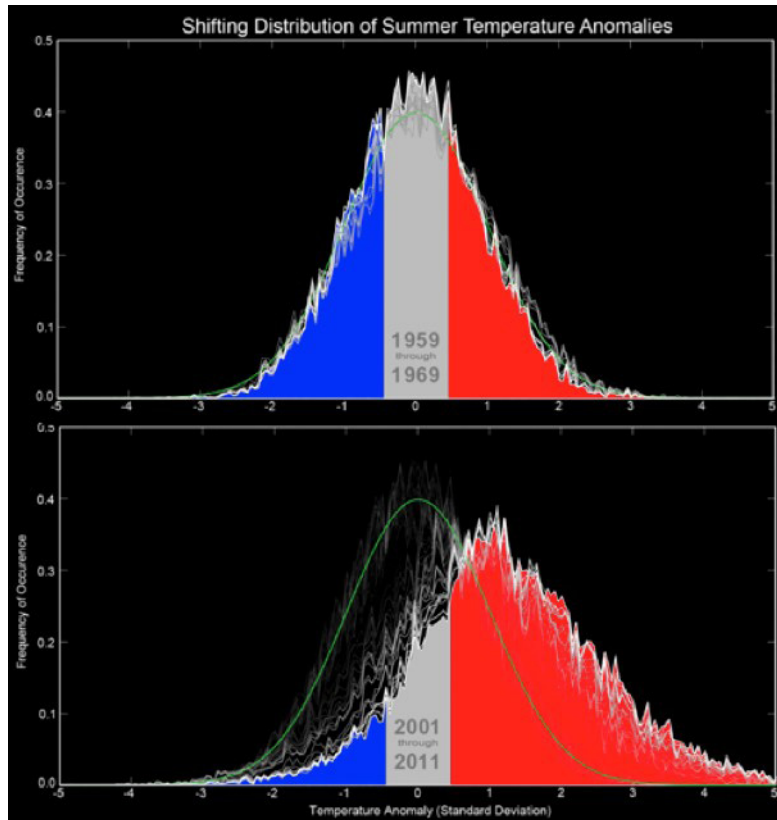 Shifting Distribution of Summer Temperature Anomalies
0.5
0.4
0.3
0.2
0.1
0.0
Frequency of Occurence
1959
through
1969
-5 -4 -3 -2 -1 0 1 2 3 4 5
0.5
0.4
0.3
0.2
0.1
0.0
Frequency of Occurence
2001
through
2011
-5 -4 -3 -2 -1 0 1 2 3 4 5
Temperature Anomaly (Standard Deviation)